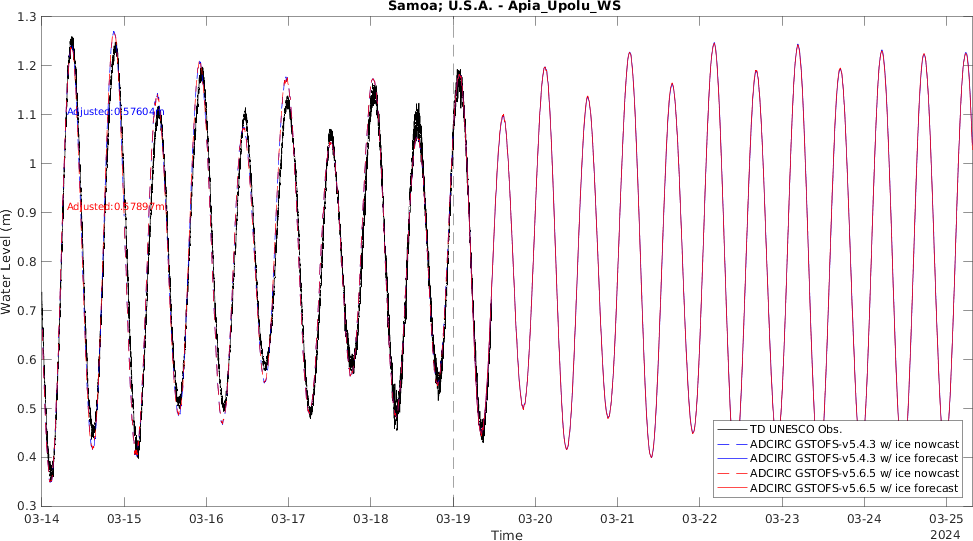 Samoa; U.S.A. - Apia_Upolu_WS
1.3
1.2
1.1
1
0.9
0.8
0.7
0.6
0.5
0.4
0.3
Water Level (m)
Adjusted:0.57604m
Adjusted:0.57897m
TD UNESCO Obs.
ADCIRC GSTOFS-v5.4.3 w/ ice nowcast
ADCIRC GSTOFS-v5.4.3 w/ ice forecast
ADCIRC GSTOFS-v5.6.5 w/ ice nowcast
ADCIRC GSTOFS-v5.6.5 w/ ice forecast
03-14 03-15 03-16 03-17 03-18 03-19 03-20 03-21 03-22 03-23 03-24 03-25
Time
2024